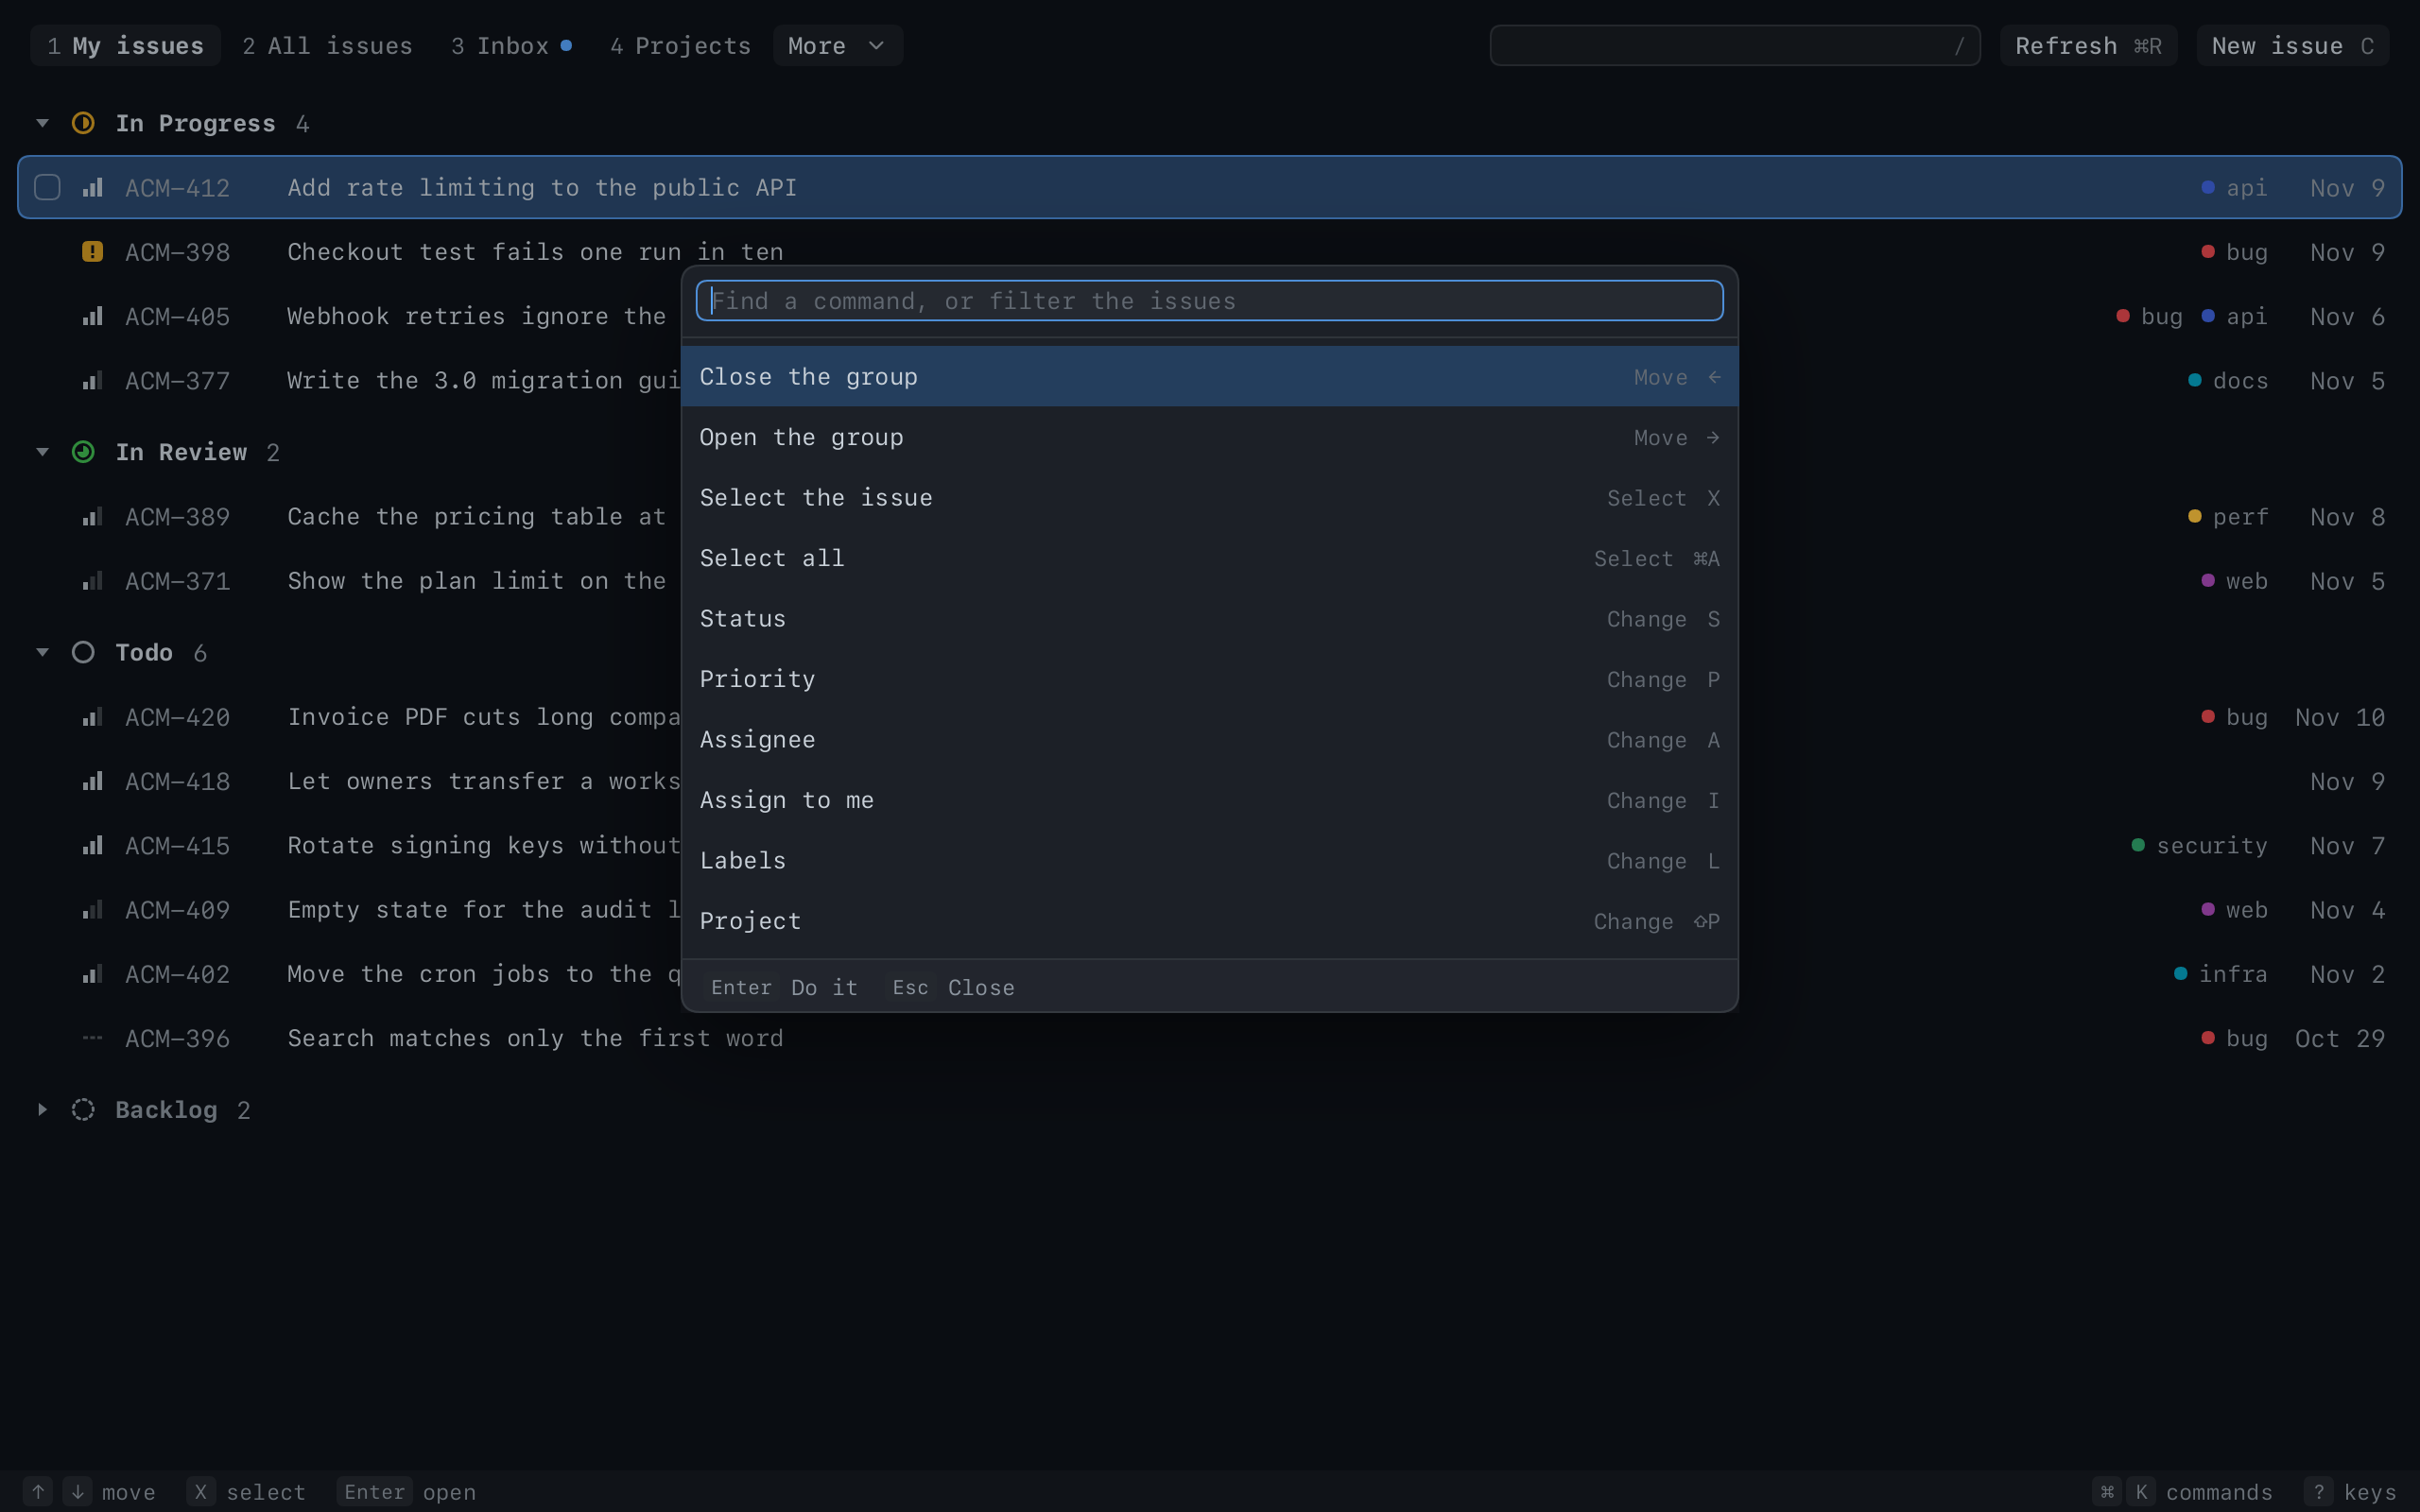 1 My issues 2 All issues 3 Inbox 4 Projects More / Refresh ⌘R New issue C
In Progress 4
ACM-412 Add rate limiting to the public API api Nov 9
ACM-398 Checkout test fails one run in ten bug Nov 9
ACM-405 Webhook retries ignore the bug api Nov 6
ACM-377 Write the 3.0 migration gui docs Nov 5
In Review 2
ACM-389 Cache the pricing table at perf Nov 8
ACM-371 Show the plan limit on the web Nov 5
Todo 6
ACM-420 Invoice PDF cuts long compa bug Nov 10
ACM-418 Let owners transfer a works Nov 9
ACM-415 Rotate signing keys without security Nov 7
ACM-409 Empty state for the audit l web Nov 4
ACM-402 Move the cron jobs to the q infra Nov 2
ACM-396 Search matches only the first word bug Oct 29
Backlog 2
Find a command, or filter the issues
Close the group Move ←
Open the group Move →
Select the issue Select X
Select all Select ⌘A
Status Change S
Priority Change P
Assignee Change A
Assign to me Change I
Labels Change L
Project Change ⇧P
Enter Do it Esc Close
↑ ↓ move X select Enter open ⌘ K commands ? keys